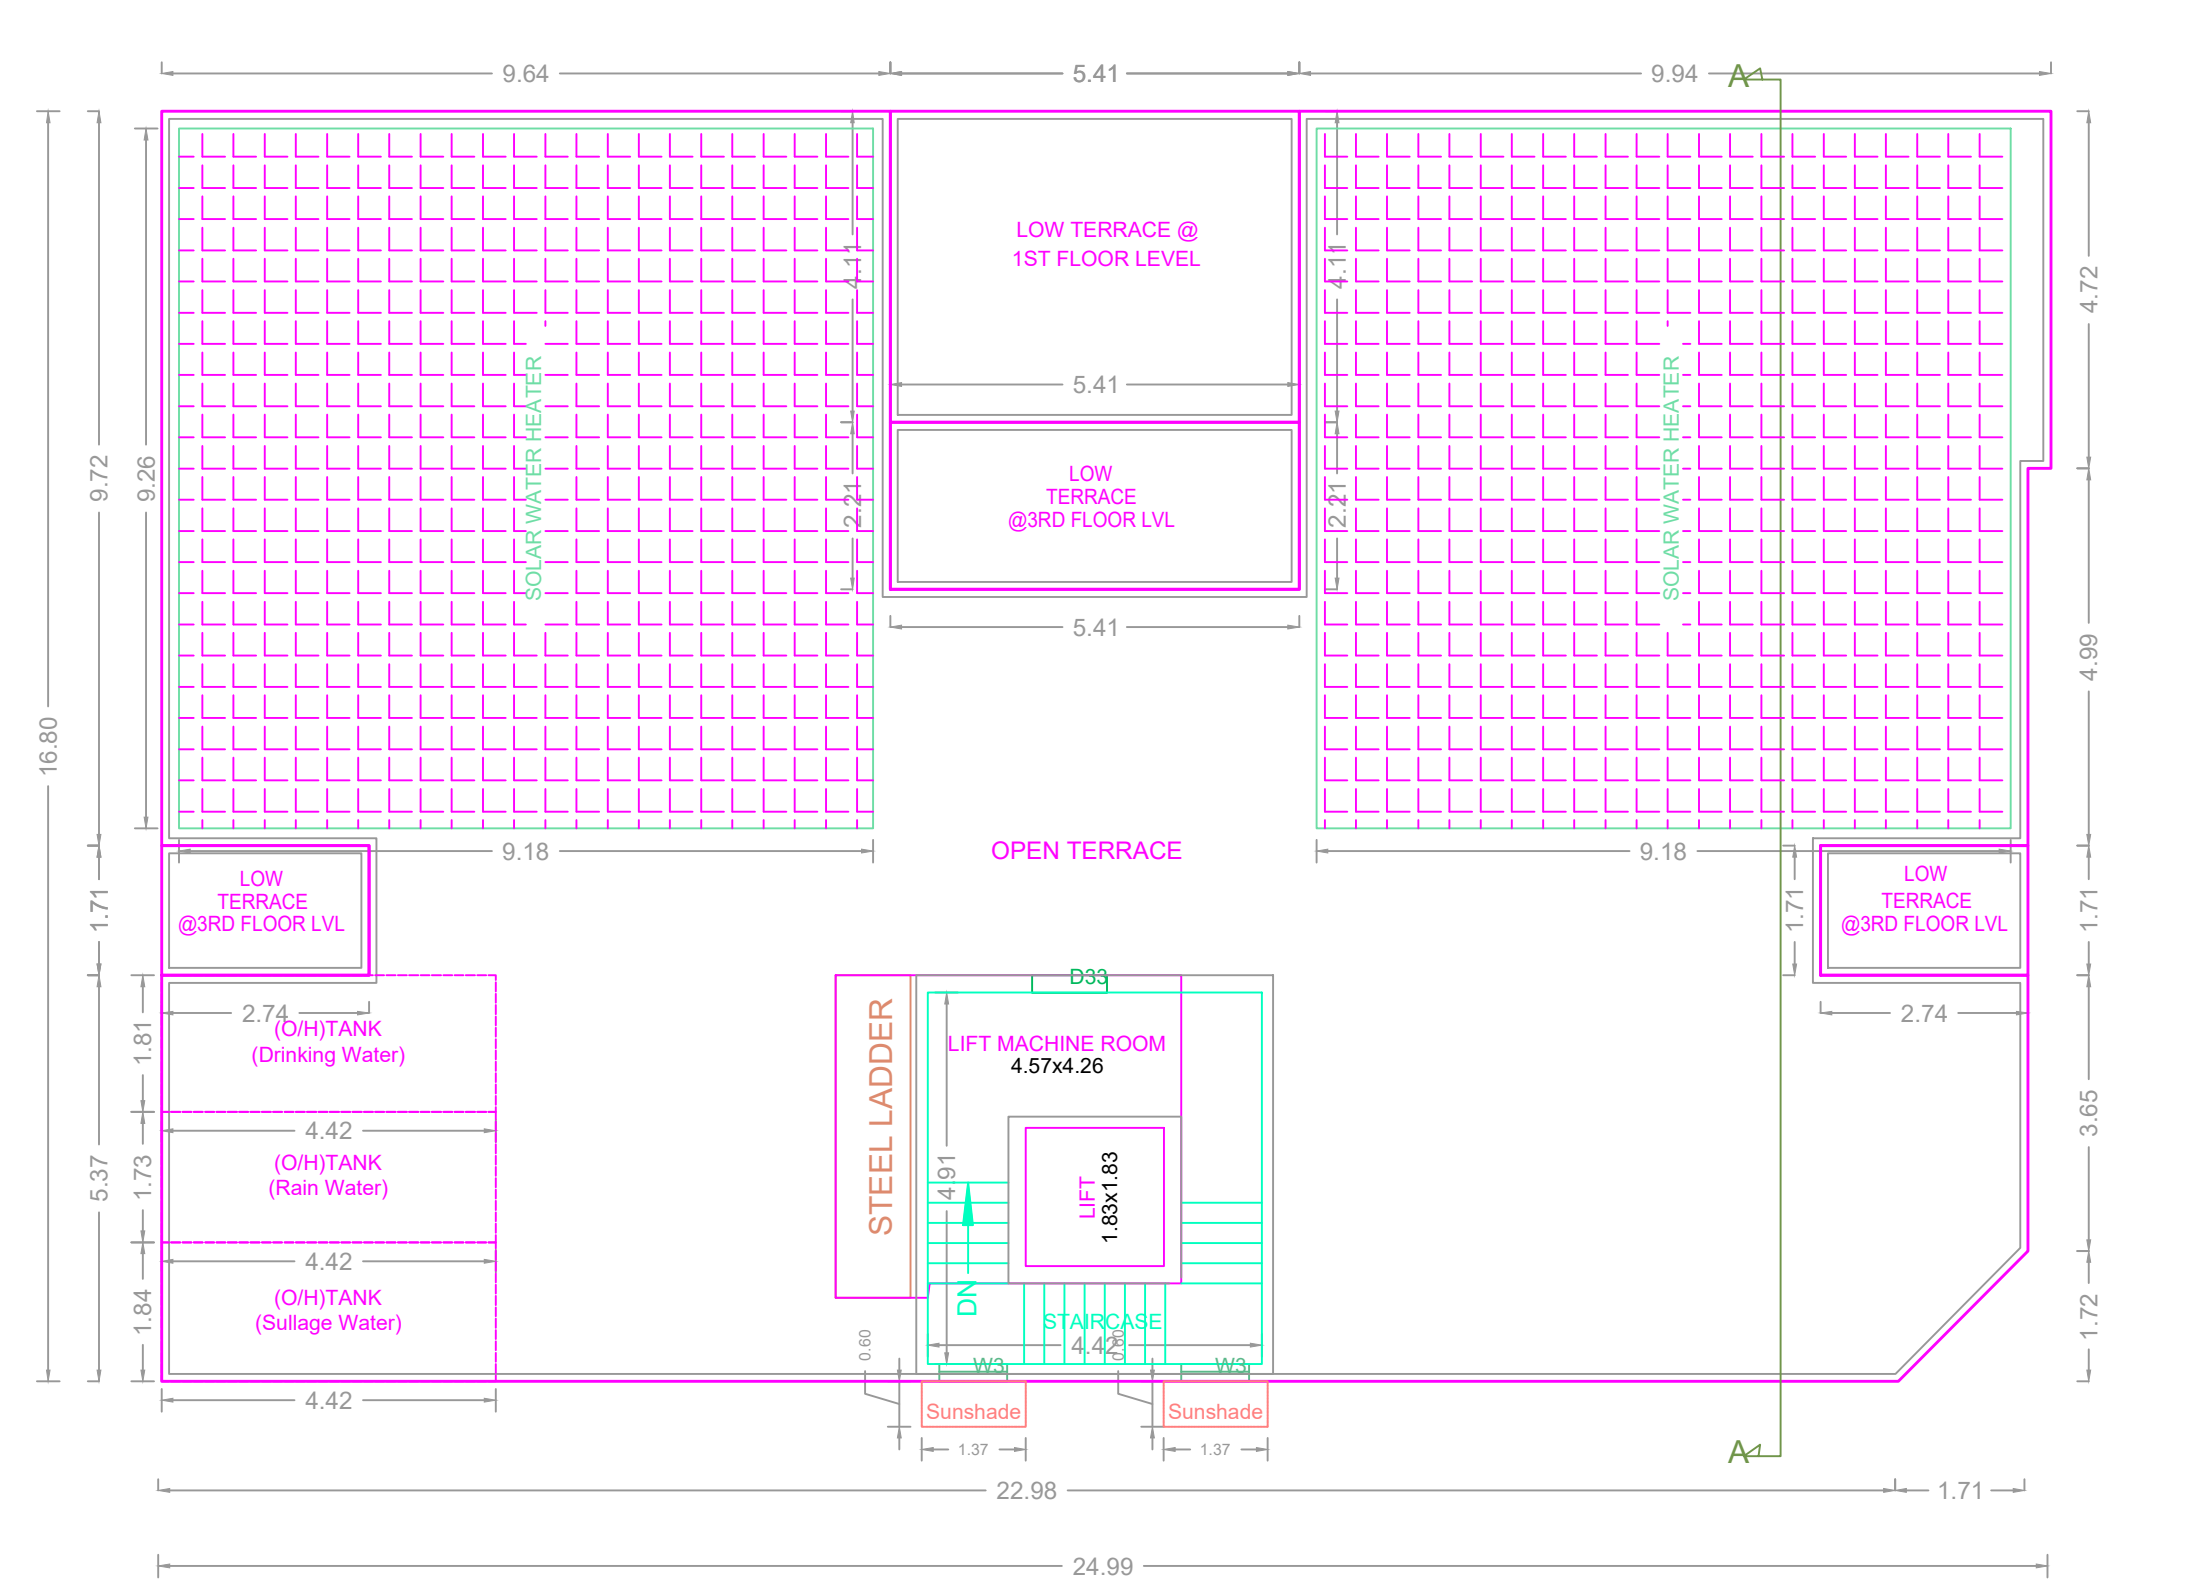 9.64
5.41
9.94
A
LOW TERRACE @
1ST FLOOR LEVEL
4.11
4.11
4.72
5.41
SOLAR WATER HEATER
SOLAR WATER HEATER
9.72
9.26
LOW
TERRACE
@3RD FLOOR LVL
2.21
2.21
5.41
4.99
16.80
9.18
OPEN TERRACE
9.18
LOW
TERRACE
@3RD FLOOR LVL
1.71
LOW
TERRACE
@3RD FLOOR LVL
1.71
1.71
2.74
(O/H)TANK
(Drinking Water)
1.81
D33
LIFT MACHINE ROOM
4.57x4.26
STEEL LADDER
2.74
3.65
4.42
(O/H)TANK
(Rain Water)
1.73
5.37
4.91
LIFT
1.83x1.83
4.42
(O/H)TANK
(Sullage Water)
1.84
DN
STAIRCASE
4.42
0.60
0.60
1.72
W3
W3
4.42
Sunshade
Sunshade
1.37
1.37
A
22.98
1.71
24.99